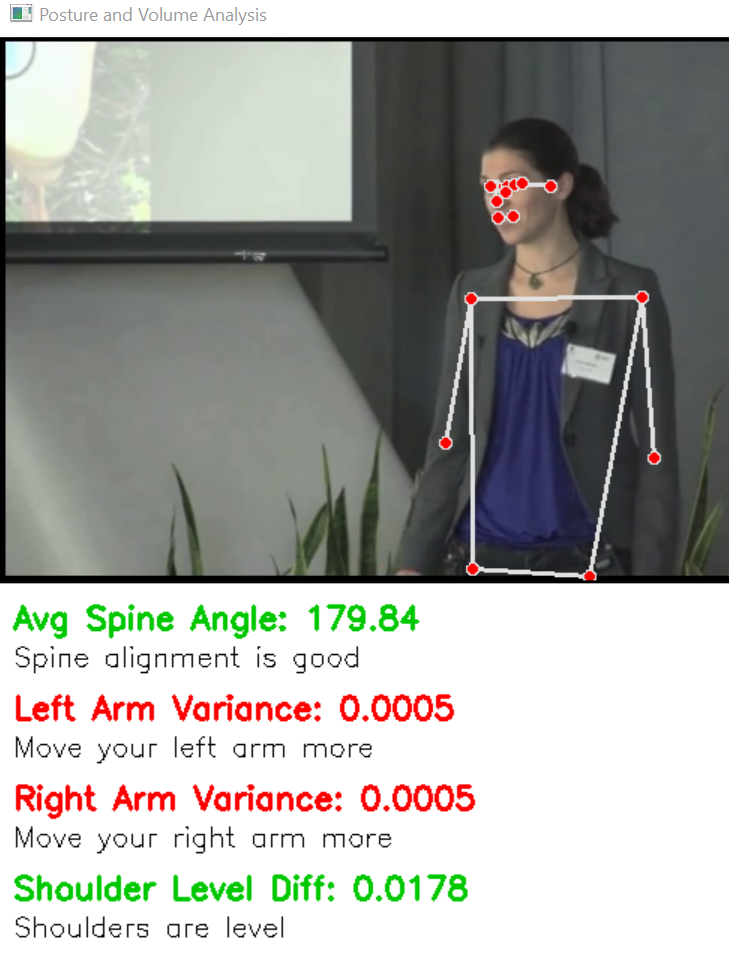 Posture and Volume Analysis
Avg Spine Angle: 179.84
Spine alignment is good
Left Arm Variance: 0.0005
Move your left arm more
Right Arm Variance: 0.0005
Move your right arm more
Shoulder Level Diff: 0.0178
Shoulders are level